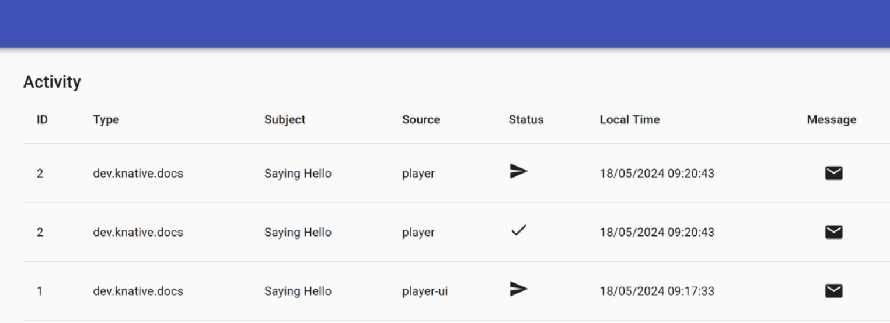 Activity
ID Type Subject Source Status Local Time Message
2 dev.knative.docs Saying Hello player 18/05/2024 09:20:43
2 dev.knative.docs Saying Hello player 18/05/2024 09:20:43
1 dev.knative.docs Saying Hello player-ui 18/05/2024 09:17:33